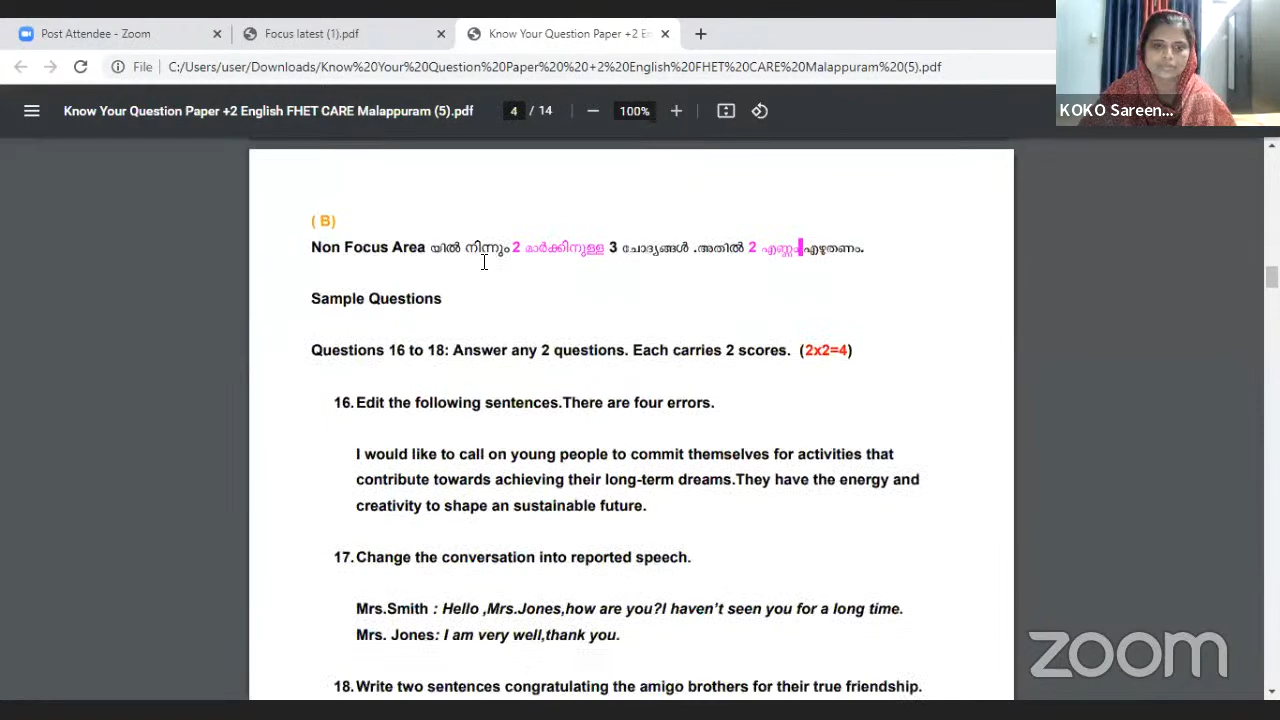 Post Attendee - Zoom
Focus latest (1).pdf
Know Your Question Paper +2 En
File
C:/Users/user/Downloads/Know%20Your%20Question%20Paper%20%20+2%20English%20FHET%20CARE%20Malappuram%20(5).pdf
KOKO Sareen...
Know Your Question Paper +2 English FHET CARE Malappuram (5).pdf
4 / 14
100%
( B)
Non Focus Area യിൽ നിന്നും 2 മാർക്കിനുള്ള 3 ചോദ്യങ്ങൾ .അതിൽ 2 എണ്ണം എഴുതണം.
Sample Questions
Questions 16 to 18: Answer any 2 questions. Each carries 2 scores. (2x2=4)
16. Edit the following sentences.There are four errors.
I would like to call on young people to commit themselves for activities that
contribute towards achieving their long-term dreams.They have the energy and
creativity to shape an sustainable future.
17. Change the conversation into reported speech.
Mrs.Smith : Hello ,Mrs.Jones,how are you?I haven't seen you for a long time.
Mrs. Jones: I am very well,thank you.
18. Write two sentences congratulating the amigo brothers for their true friendship.
zoom